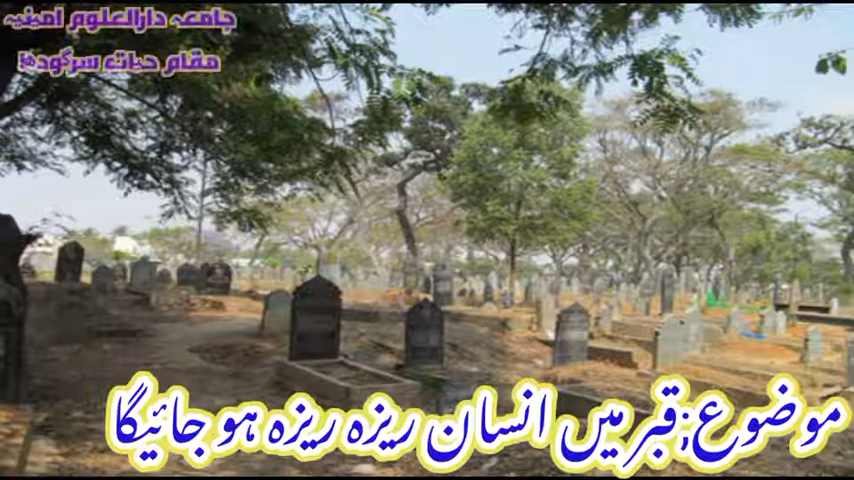 جامعہ دارالعلوم امینیہ
مقام حیات سرگودھا
موضوع؛قبر میں انسان ریزہ ریزہ ہو جائیگا